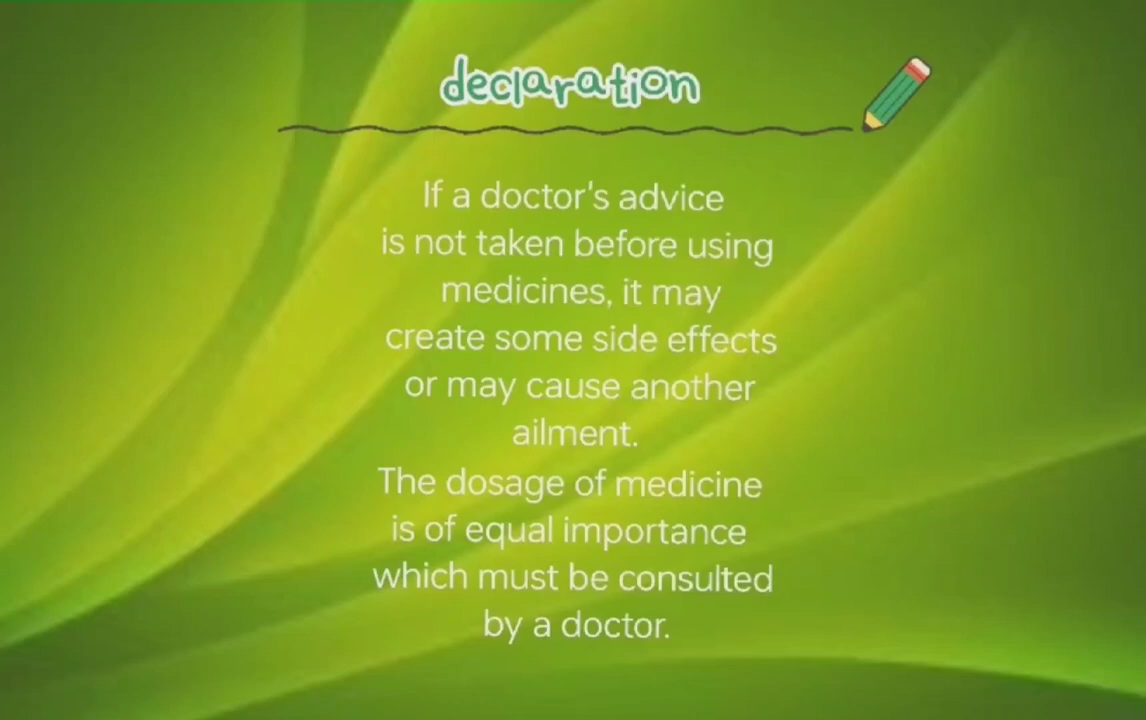 declaration
If a doctor's advice
is not taken before using
medicines, it may
create some side effects
or may cause another
ailment.
The dosage of medicine
is of equal importance
which must be consulted
by a doctor.